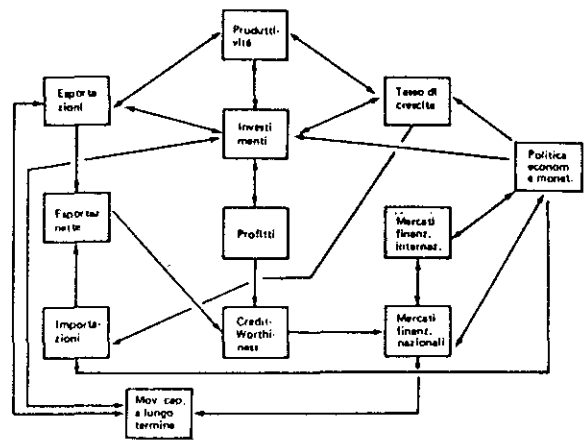 Produtti-
vità
Esporta
zioni
Tasso di
crescita
Investi
menti
Politica
econom
e monet.
Esportaz
nette
Profitti
Mercati
finanz.
internaz.
Importa-
zioni
Credit-
Worthi-
ness
Mercati
finanz.
nazionali
Mov. cap.
a lungo
termine